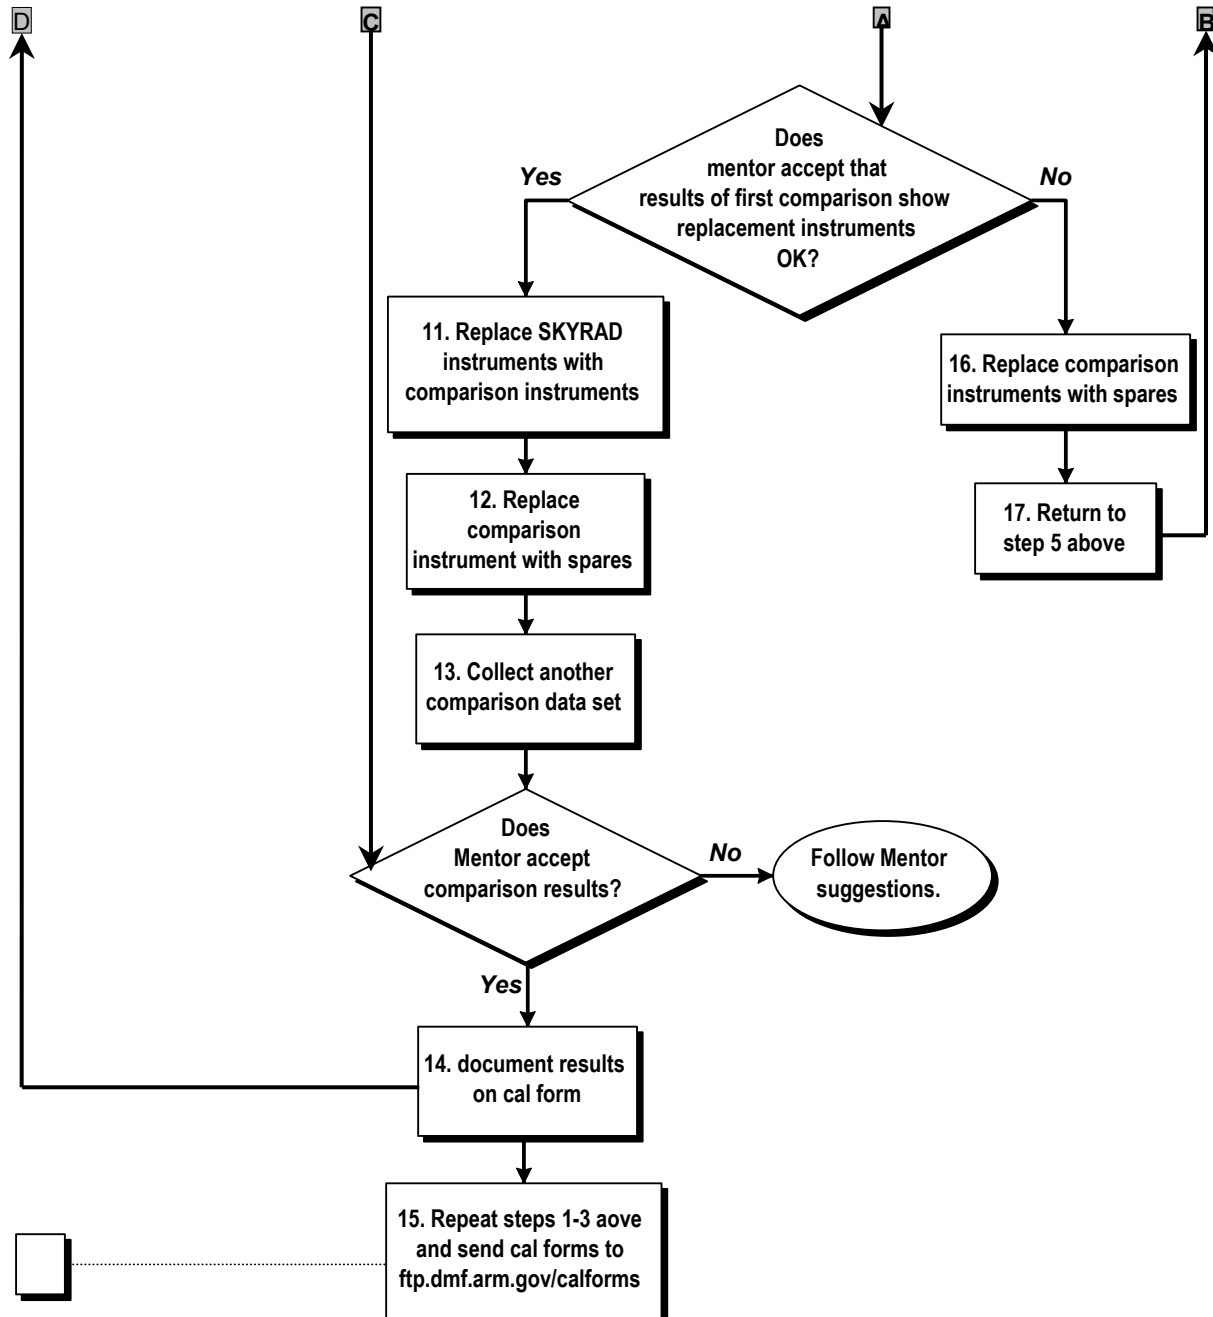 D
C
A
B
Does
mentor accept that
results of first comparison show
replacement instruments
OK?
Yes
No
11. Replace SKYRAD
instruments with
comparison instruments
16. Replace comparison
instruments with spares
12. Replace
comparison
instrument with spares
17. Return to
step 5 above
13. Collect another
comparison data set
Does
Mentor accept
comparison results?
No
Follow Mentor
suggestions.
Yes
14. document results
on cal form
15. Repeat steps 1-3 aove
and send cal forms to
ftp.dmf.arm.gov/calforms